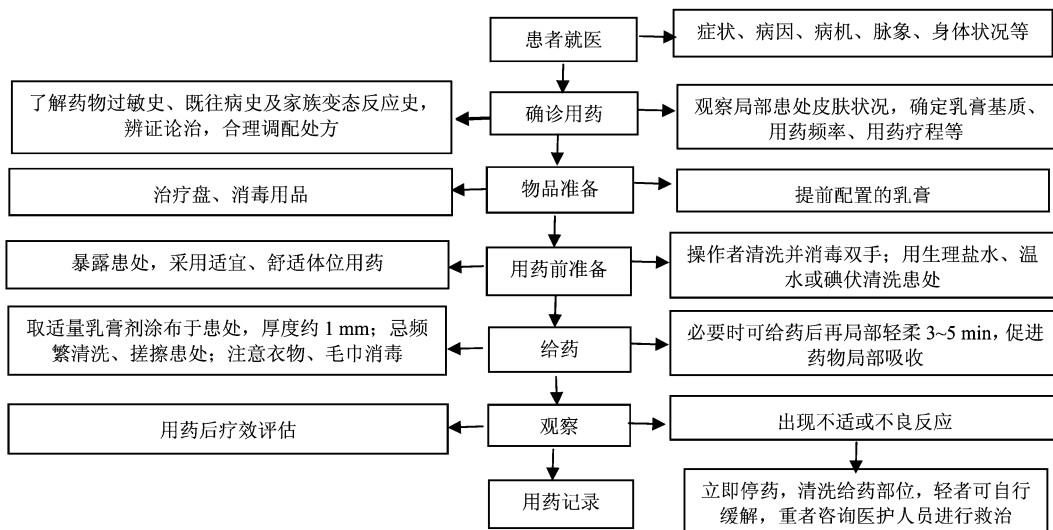 患者就医
症状、病因、病机、脉象、身体状况等
了解药物过敏史、既往病史及家族变态反应史，
辨证论治，合理调配处方
确诊用药
观察局部患处皮肤状况，确定乳膏基质、
用药频率、用药疗程等
治疗盘、消毒用品
物品准备
提前配置的乳膏
暴露患处，采用适宜、舒适体位用药
用药前准备
操作者清洗并消毒双手；用生理盐水、温
水或碘伏清洗患处
取适量乳膏剂涂布于患处，厚度约 1 mm；忌频
繁清洗、搓擦患处；注意衣物、毛巾消毒
给药
必要时可给药后再局部轻柔 3~5 min，促进
药物局部吸收
用药后疗效评估
观察
出现不适或不良反应
用药记录
立即停药，清洗给药部位，轻者可自行
缓解，重者咨询医护人员进行救治